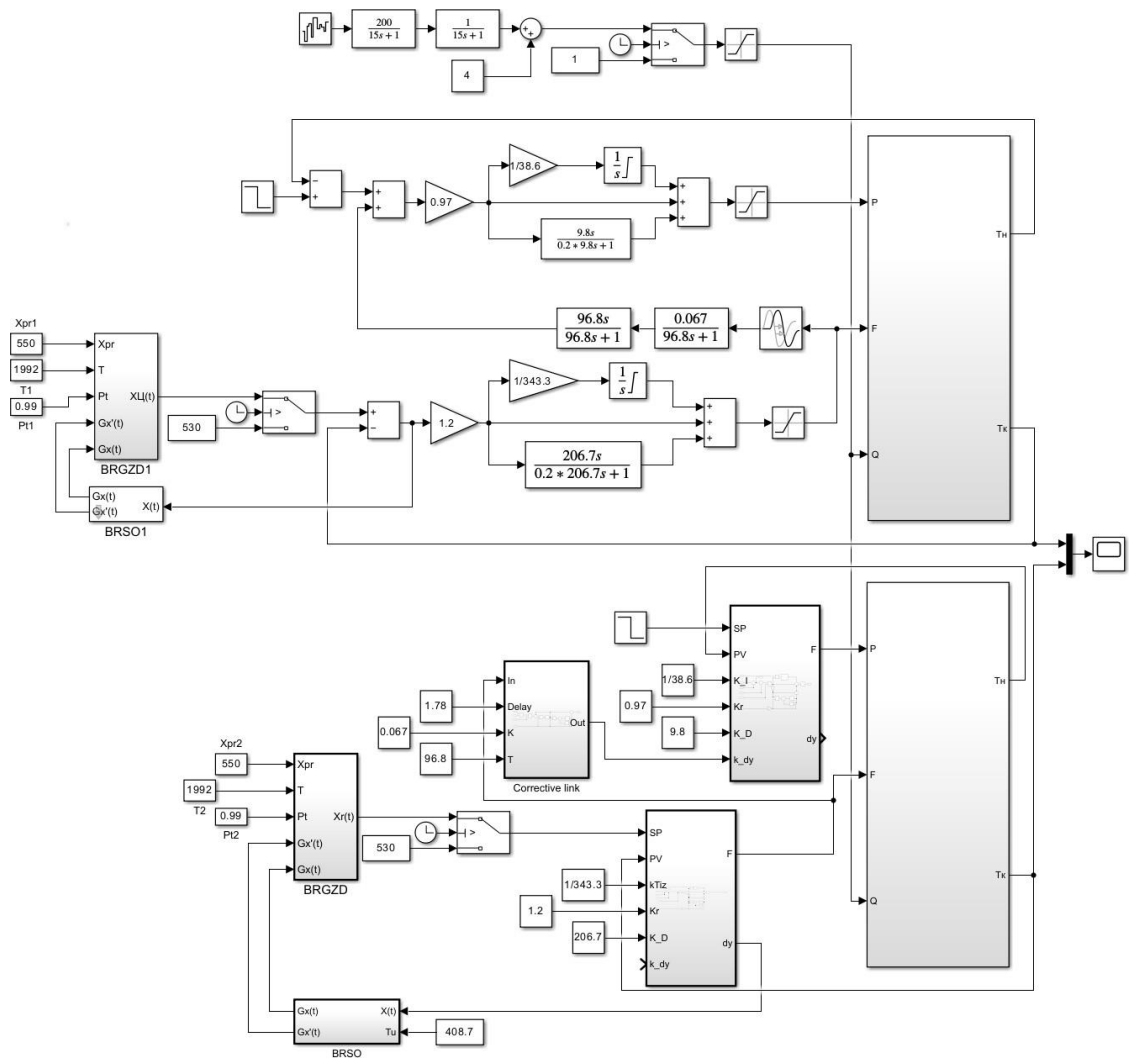 200
15s + 1
1
15s + 1
+
+
4
>
1
−
+
+
+
0.97
1/38.6
1
s
9.8s
0.2 * 9.8s + 1
+
+
+
P
Tн
Xpr1
550
1992
T1
0.99
Pt1
Xpr
T
Pt
Gx'(t)
Gx(t)
XЦ(t)
BRGZD1
96.8s
96.8s + 1
0.067
96.8s + 1
F
>
530
+
−
1.2
1/343.3
1
s
206.7s
0.2 * 206.7s + 1
+
+
+
Tк
Q
Gx(t)
Gx'(t)
X(t)
BRSO1
SP
PV
K_I
Kr
K_D
k_dy
F
dy
1/38.6
0.97
9.8
P
Tн
1.78
0.067
96.8
In
Delay
K
T
Out
Corrective link
F
Xpr2
550
1992
T2
0.99
Pt2
Xpr
T
Pt
Gx'(t)
Gx(t)
Xr(t)
BRGZD
>
530
SP
PV
kTiz
Kr
K_D
k_dy
F
dy
1/343.3
1.2
206.7
Tк
Q
Gx(t)
Gx'(t)
X(t)
Tu
BRSO
408.7